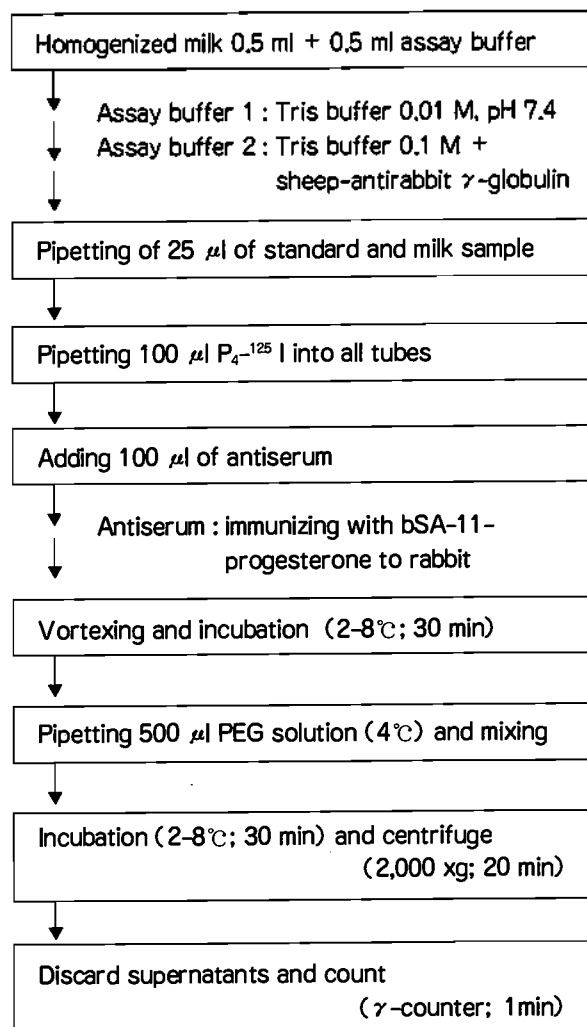 Homogenized milk 0.5 ml + 0.5 ml assay buffer
Assay buffer 1 : Tris buffer 0.01 M, pH 7.4
Assay buffer 2 : Tris buffer 0.1 M +
sheep-antirabbit γ-globulin
Pipetting of 25 μl of standard and milk sample
Pipetting 100 μl P₄-¹²⁵ I into all tubes
Adding 100 μl of antiserum
Antiserum : immunizing with bSA-11-
progesterone to rabbit
Vortexing and incubation (2-8℃; 30 min)
Pipetting 500 μl PEG solution (4℃) and mixing
Incubation (2-8℃; 30 min) and centrifuge
(2,000 xg; 20 min)
Discard supernatants and count
(γ-counter; 1min)